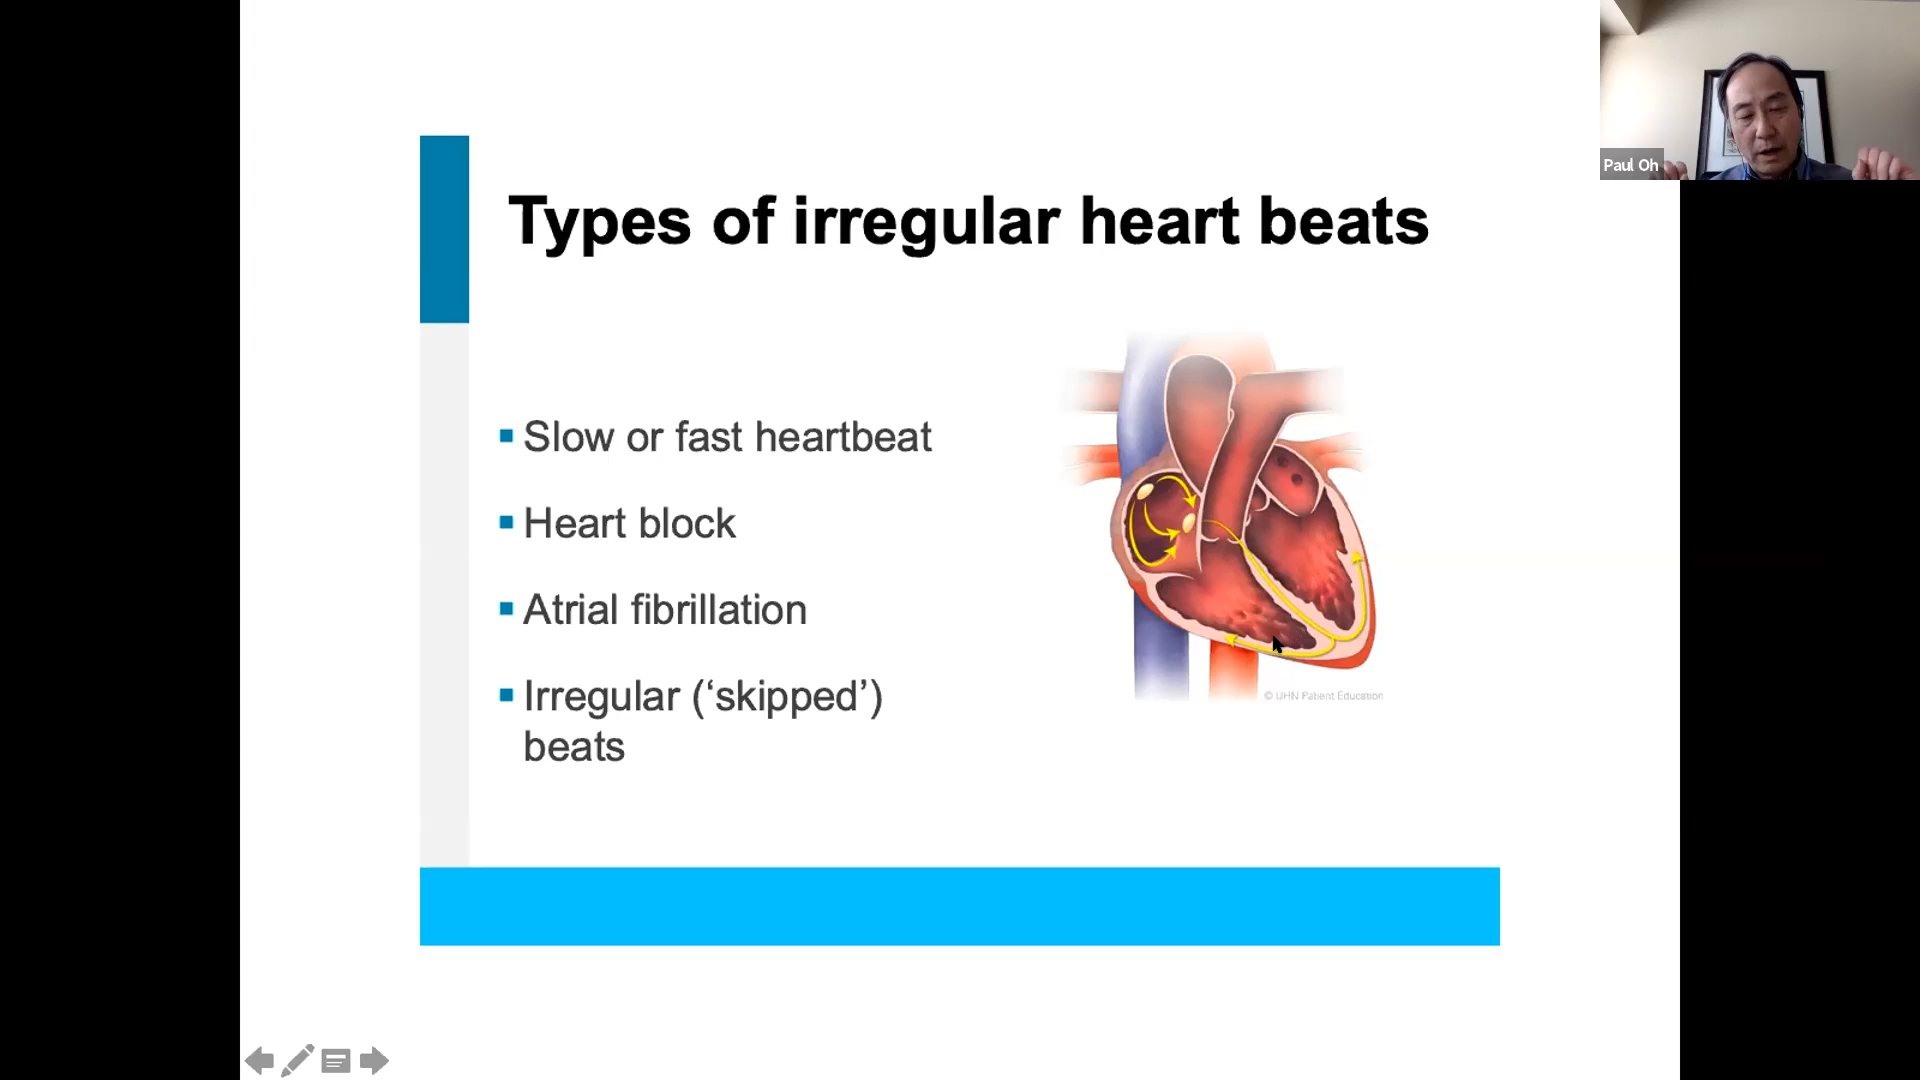 Paul Oh
Types of irregular heart beats
Slow or fast heartbeat
Heart block
Atrial fibrillation
Irregular (‘skipped’)
beats
© UHN Patient Education